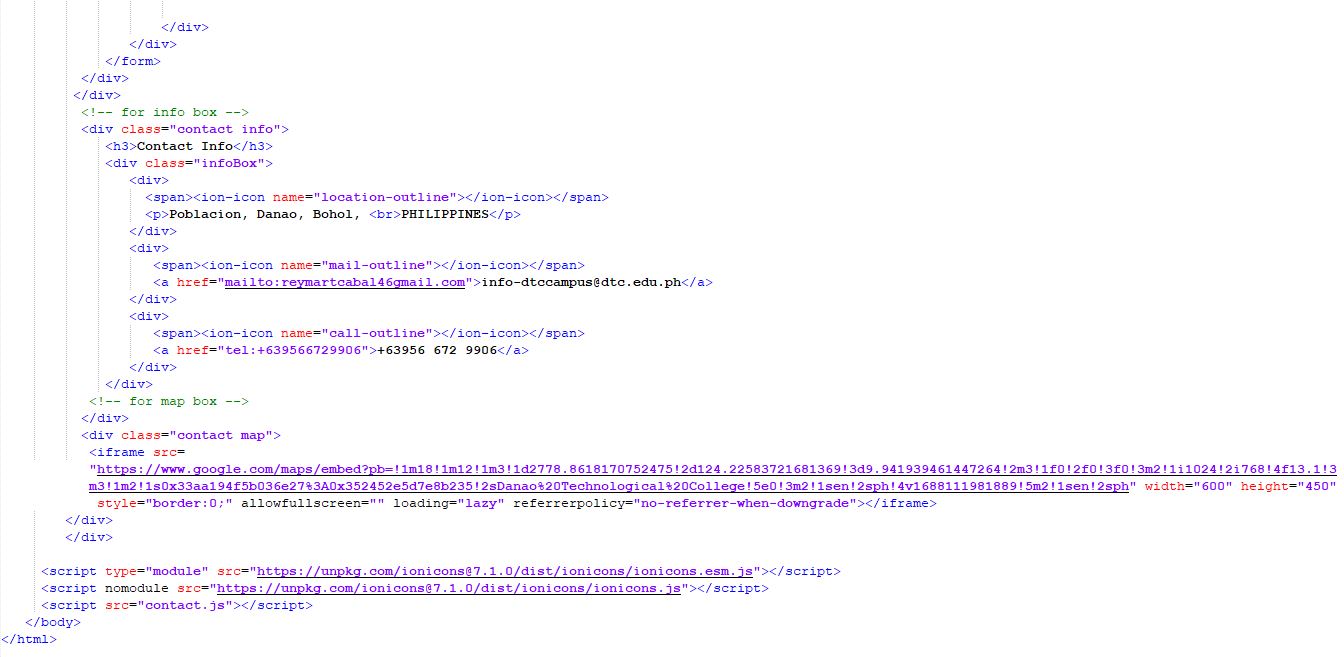 </div>
</div>
</form>
</div>
</div>
<!-- for info box -->
<div class="contact info">
<h3>Contact Info</h3>
<div class="infoBox">
<div>
<span><ion-icon name="location-outline"></ion-icon></span>
<p>Poblacion, Danao, Bohol, <br>PHILIPPINES</p>
</div>
<div>
<span><ion-icon name="mail-outline"></ion-icon></span>
<a href="mailto:reymartcabal46gmail.com">info-dtccampus@dtc.edu.ph</a>
</div>
<div>
<span><ion-icon name="call-outline"></ion-icon></span>
<a href="tel:+639566729906">+63956 672 9906</a>
</div>
</div>
<!-- for map box -->
</div>
<div class="contact map">
<iframe src=
"https://www.google.com/maps/embed?pb=!1m18!1m12!1m3!1d2778.8618170752475!2d124.22583721681369!3d9.941939461447264!2m3!1f0!2f0!3f0!3m2!1i1024!2i768!4f13.1!3
m3!1m2!1s0x33aa194f5b036e27%3A0x352452e5d7e8b235!2sDanao%20Technological%20College!5e0!3m2!1sen!2sph!4v1688111981889!5m2!1sen!2sph" width="600" height="450"
style="border:0;" allowfullscreen="" loading="lazy" referrerpolicy="no-referrer-when-downgrade"></iframe>
</div>
</div>
<script type="module" src="https://unpkg.com/ionicons@7.1.0/dist/ionicons/ionicons.esm.js"></script>
<script nomodule src="https://unpkg.com/ionicons@7.1.0/dist/ionicons/ionicons.js"></script>
<script src="contact.js"></script>
</body>
</html>